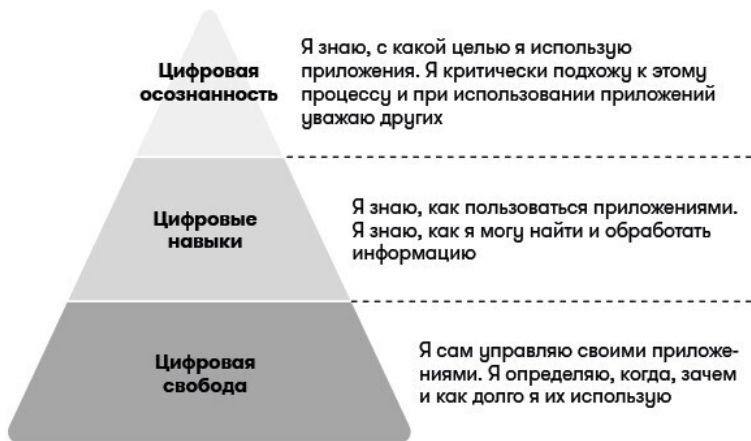 Цифровая
осознанность
Я знаю, с какой целью я использую
приложения. Я критически подхожу к этому
процессу и при использовании приложений
уважаю других
Цифровые
навыки
Я знаю, как пользоваться приложениями.
Я знаю, как я могу найти и обработать
информацию
Цифровая
свобода
Я сам управляю своими приложе-
ниями. Я определяю, когда, зачем
и как долго я их использую